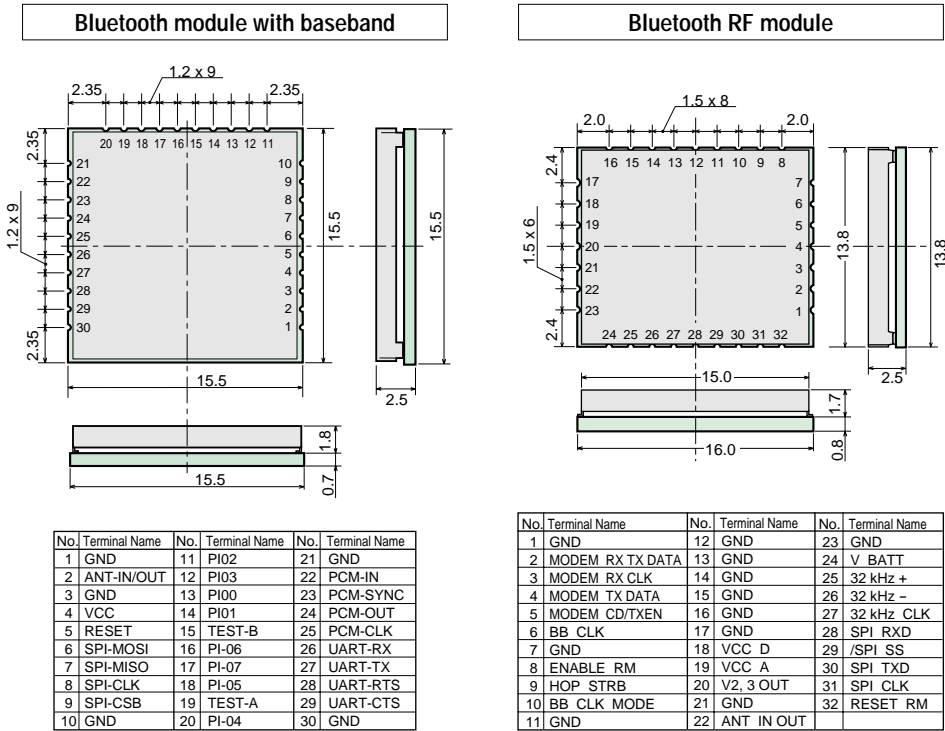 Bluetooth module with baseband
1.2 x 9
2.35 2.35
20 19 18 17 16 15 14 13 12 11
2.35
21 10
22 9
23 8
24 7
25 6
26 5
27 4
28 3
29 2
30 1
1.2 x 9
2.35
15.5
15.5
15.5
2.5
1.8
15.5
0.7
No. Terminal Name No. Terminal Name No. Terminal Name
1 GND 11 PI02 21 GND
2 ANT-IN/OUT 12 PI03 22 PCM-IN
3 GND 13 PI00 23 PCM-SYNC
4 VCC 14 PI01 24 PCM-OUT
5 RESET 15 TEST-B 25 PCM-CLK
6 SPI-MOSI 16 PI-06 26 UART-RX
7 SPI-MISO 17 PI-07 27 UART-TX
8 SPI-CLK 18 PI-05 28 UART-RTS
9 SPI-CSB 19 TEST-A 29 UART-CTS
10 GND 20 PI-04 30 GND
Bluetooth RF module
1.5 x 8
2.0 2.0
16 15 14 13 12 11 10 9 8
2.4
17 7
18 6
19 5
20 4
21 3
22 2
23 1
1.5 x 6
2.4
24 25 26 27 28 29 30 31 32
13.8
13.8
2.5
15.0
1.7
16.0
0.8
No. Terminal Name No. Terminal Name No. Terminal Name
1 GND 12 GND 23 GND
2 MODEM RX TX DATA 13 GND 24 V BATT
3 MODEM RX CLK 14 GND 25 32 kHz +
4 MODEM TX DATA 15 GND 26 32 kHz –
5 MODEM CD/TXEN 16 GND 27 32 kHz CLK
6 BB CLK 17 GND 28 SPI RXD
7 GND 18 VCC D 29 /SPI SS
8 ENABLE RM 19 VCC A 30 SPI TXD
9 HOP STRB 20 V2, 3 OUT 31 SPI CLK
10 BB CLK MODE 21 GND 32 RESET RM
11 GND 22 ANT IN OUT